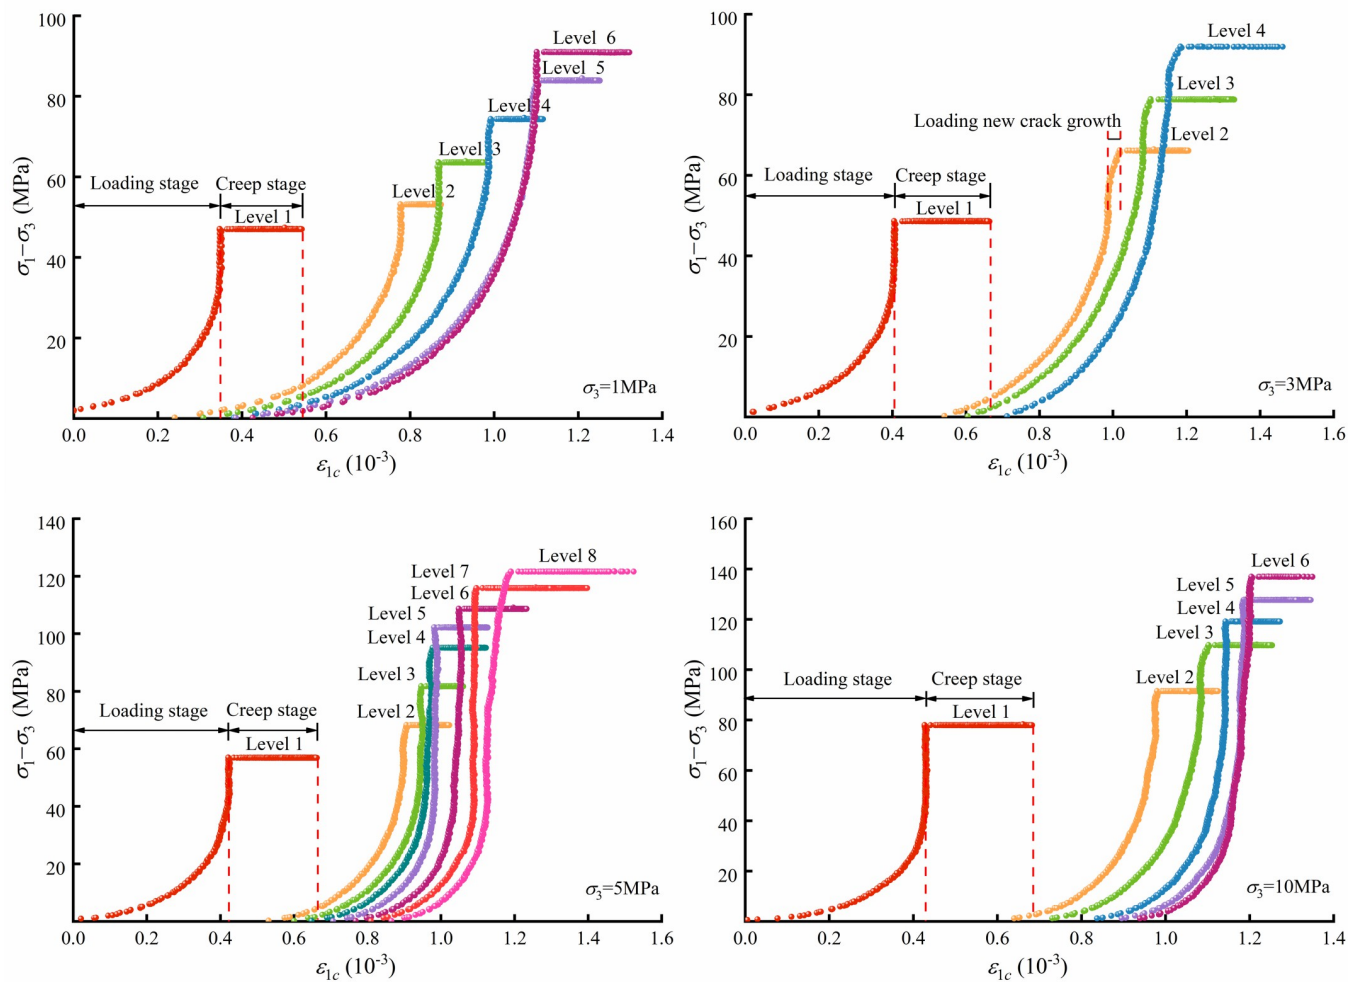 100
80
60
40
20
σ₁−σ₃ (MPa)
Level 6
Level 5
Level 4
Level 3
Level 2
Loading stage
Creep stage
Level 1
σ₃=1MPa
0.0 0.2 0.4 0.6 0.8 1.0 1.2 1.4
ε₁c (10⁻³)
100
80
60
40
20
σ₁−σ₃ (MPa)
Level 4
Level 3
Loading new crack growth
Level 2
Loading stage
Creep stage
Level 1
σ₃=3MPa
0.0 0.2 0.4 0.6 0.8 1.0 1.2 1.4 1.6
ε₁c (10⁻³)
140
120
100
80
60
40
20
σ₁−σ₃ (MPa)
Level 8
Level 7
Level 6
Level 5
Level 4
Level 3
Level 2
Loading stage
Creep stage
Level 1
σ₃=5MPa
0.0 0.2 0.4 0.6 0.8 1.0 1.2 1.4 1.6
ε₁c (10⁻³)
160
140
120
100
80
60
40
20
0
σ₁−σ₃ (MPa)
Level 6
Level 5
Level 4
Level 3
Level 2
Loading stage
Creep stage
Level 1
σ₃=10MPa
0.0 0.2 0.4 0.6 0.8 1.0 1.2 1.4
ε₁c (10⁻³)